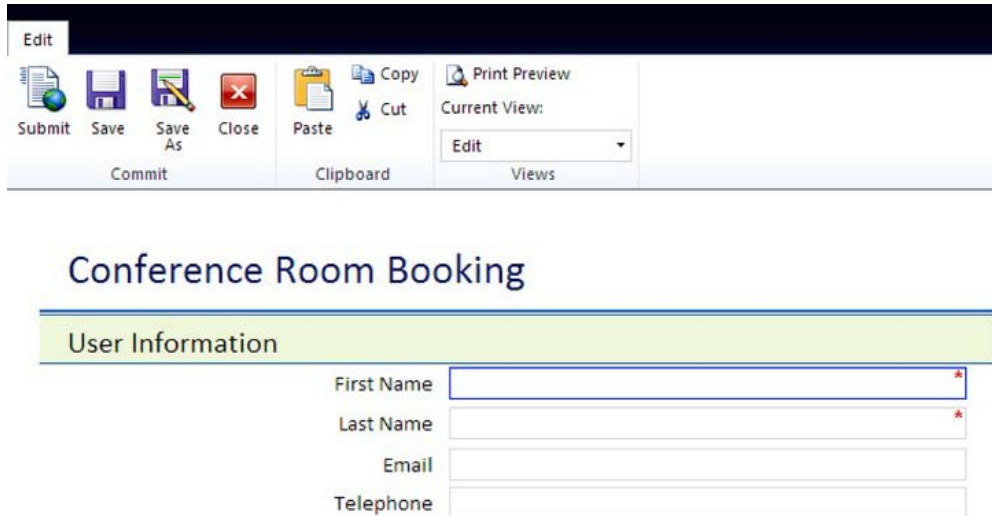 Edit
Submit
Save
Save As
Close
Paste
Copy
Cut
Print Preview
Current View:
Edit
Commit
Clipboard
Views
Conference Room Booking
User Information
First Name *
Last Name *
Email
Telephone